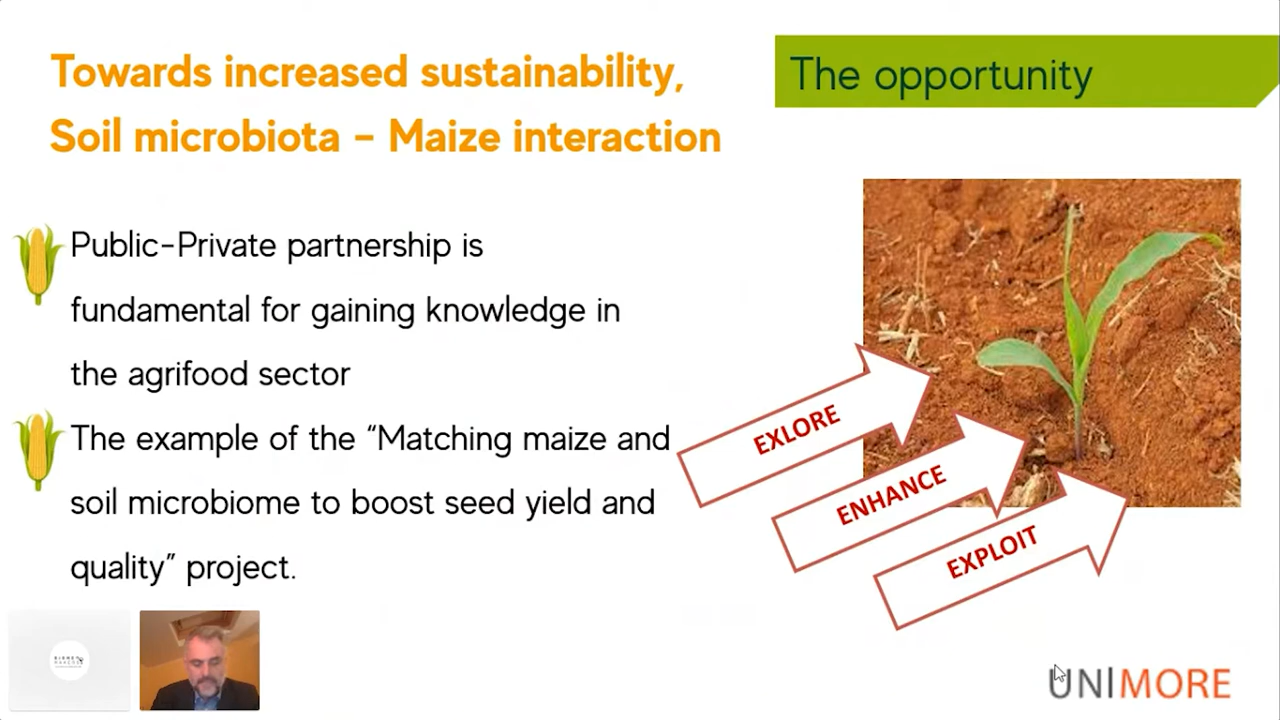 Towards increased sustainability,
Soil microbiota - Maize interaction
The opportunity
Public-Private partnership is
fundamental for gaining knowledge in
the agrifood sector
The example of the “Matching maize and
soil microbiome to boost seed yield and
quality” project.
EXLORE
ENHANCE
EXPLOIT
UNIMORE